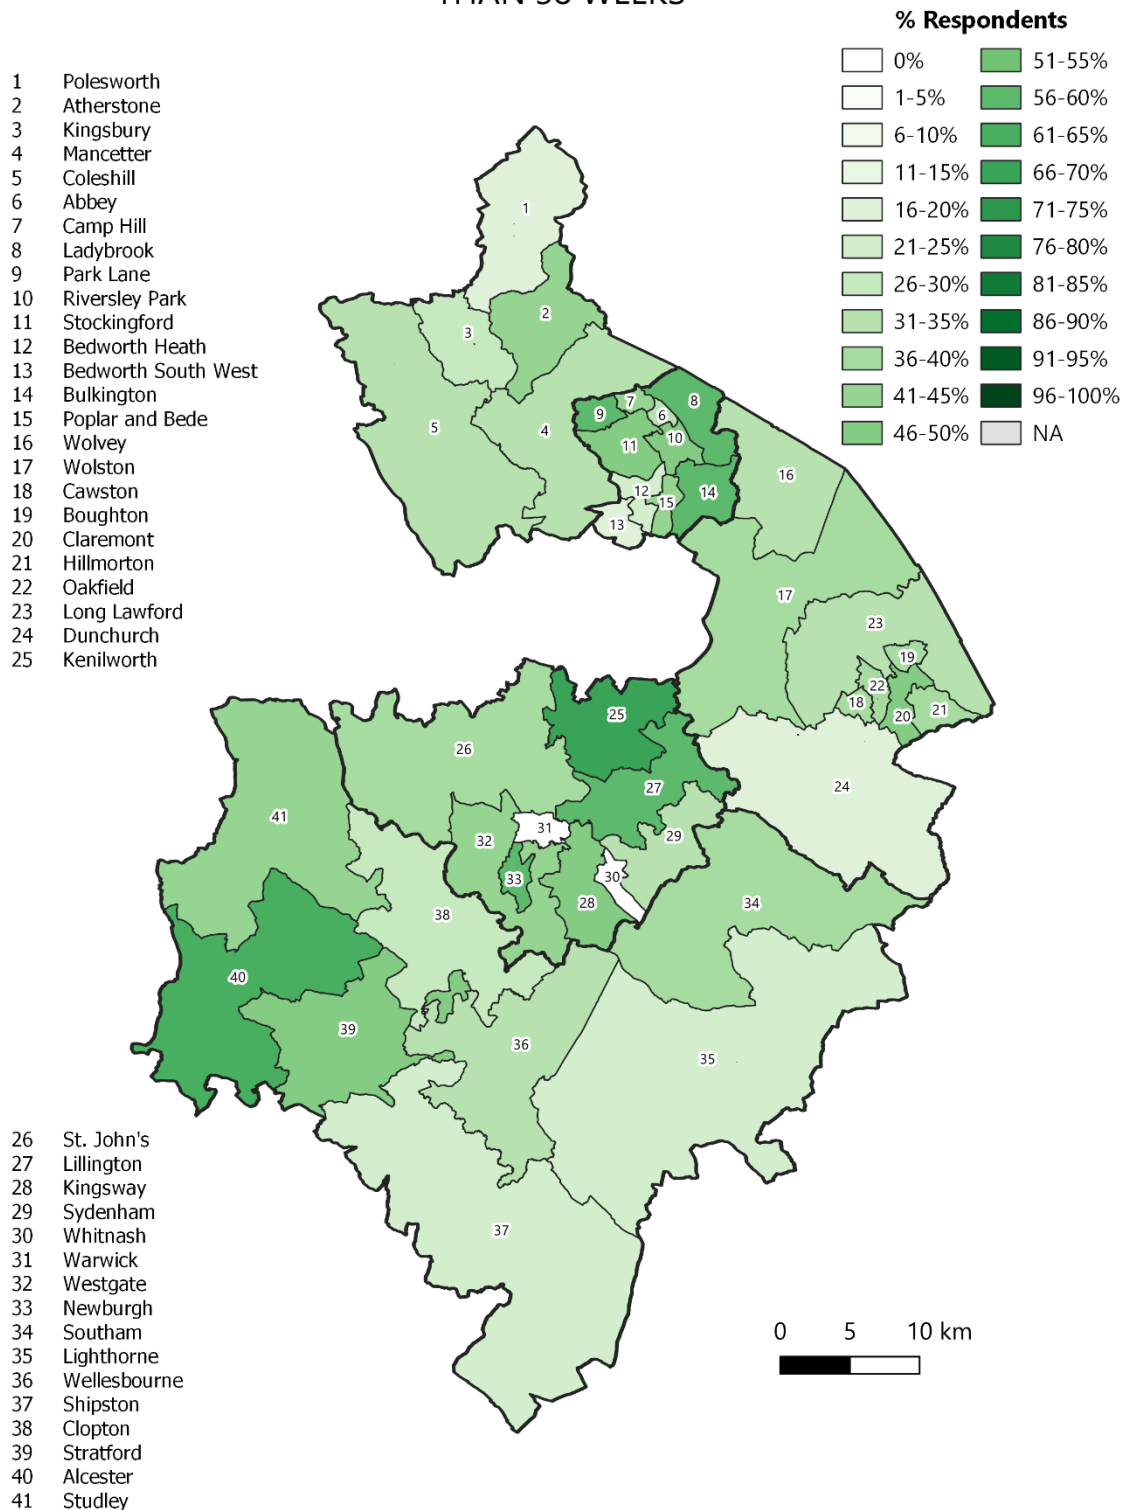 % Respondents
0%
1-5%
6-10%
11-15%
16-20%
21-25%
26-30%
31-35%
36-40%
41-45%
46-50%
51-55%
56-60%
61-65%
66-70%
71-75%
76-80%
81-85%
86-90%
91-95%
96-100%
NA
1 Polesworth
2 Atherstone
3 Kingsbury
4 Mancetter
5 Coleshill
6 Abbey
7 Camp Hill
8 Ladybrook
9 Park Lane
10 Riversley Park
11 Stockingford
12 Bedworth Heath
13 Bedworth South West
14 Bulkington
15 Poplar and Bede
16 Wolvey
17 Wolston
18 Cawston
19 Boughton
20 Claremont
21 Hillmorton
22 Oakfield
23 Long Lawford
24 Dunchurch
25 Kenilworth
1
2
3
4
5
6
7
8
9
10
11
12
13
14
15
16
17
18
19
20
21
22
23
24
25
26
27
28
29
30
31
32
33
34
35
36
37
38
39
40
41
26 St. John's
27 Lillington
28 Kingsway
29 Sydenham
30 Whitnash
31 Warwick
32 Westgate
33 Newburgh
34 Southam
35 Lighthorne
36 Wellesbourne
37 Shipston
38 Clopton
39 Stratford
40 Alcester
41 Studley
0 5 10 km